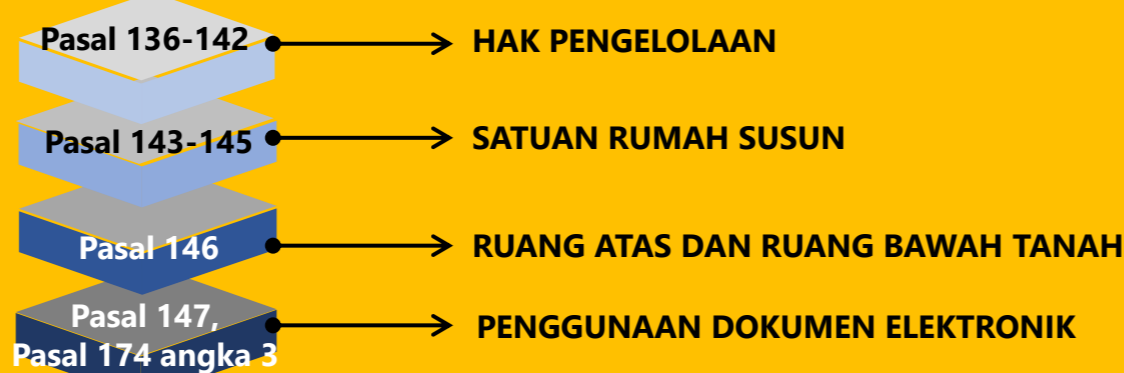 Pasal 136-142
HAK PENGELOLAAN
Pasal 143-145
SATUAN RUMAH SUSUN
Pasal 146
RUANG ATAS DAN RUANG BAWAH TANAH
Pasal 147,
Pasal 174 angka 3
PENGGUNAAN DOKUMEN ELEKTRONIK